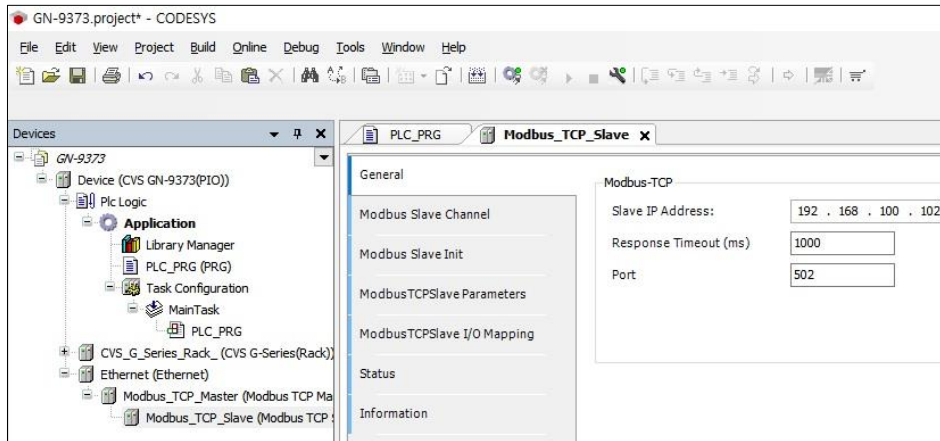 GN-9373.project* - CODESYS
File Edit View Project Build Online Debug Tools Window Help
Devices
GN-9373
Device (CVS GN-9373(PIO))
Plc Logic
Application
Library Manager
PLC_PRG (PRG)
Task Configuration
MainTask
PLC_PRG
CVS_G_Series_Rack_ (CVS G-Series(Rack))
Ethernet (Ethernet)
Modbus_TCP_Master (Modbus TCP Ma
Modbus_TCP_Slave (Modbus TCP S
PLC_PRG Modbus_TCP_Slave
General
Modbus Slave Channel
Modbus Slave Init
ModbusTCPSlave Parameters
ModbusTCPSlave I/O Mapping
Status
Information
Modbus-TCP
Slave IP Address: 192 . 168 . 100 . 102
Response Timeout (ms) 1000
Port 502